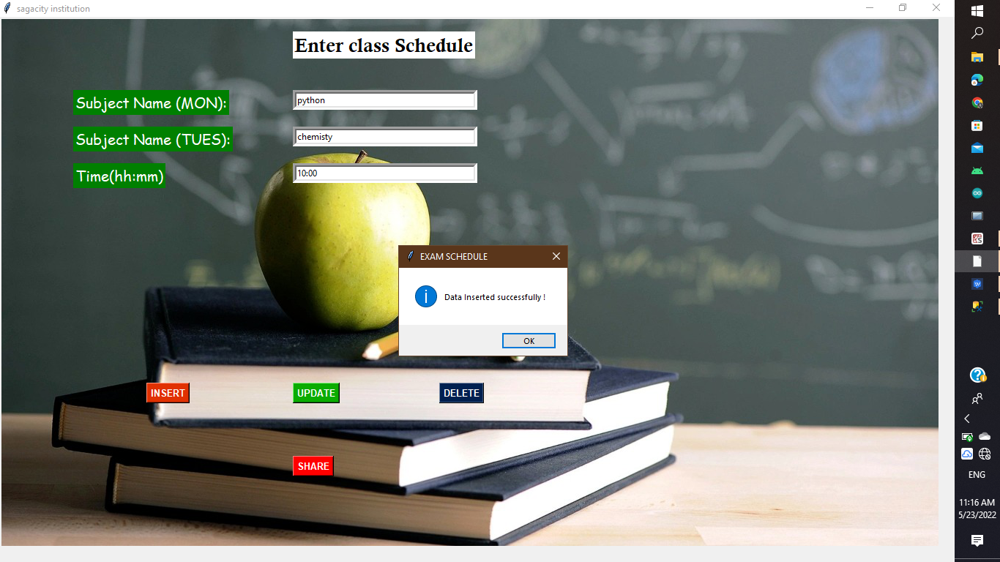 sagacity institution
Enter class Schedule
Subject Name (MON):
python
Subject Name (TUES):
chemisty
Time(hh:mm)
10:00
EXAM SCHEDULE
Data Inserted successfully !
OK
INSERT
UPDATE
DELETE
SHARE
ENG
11:16 AM
5/23/2022